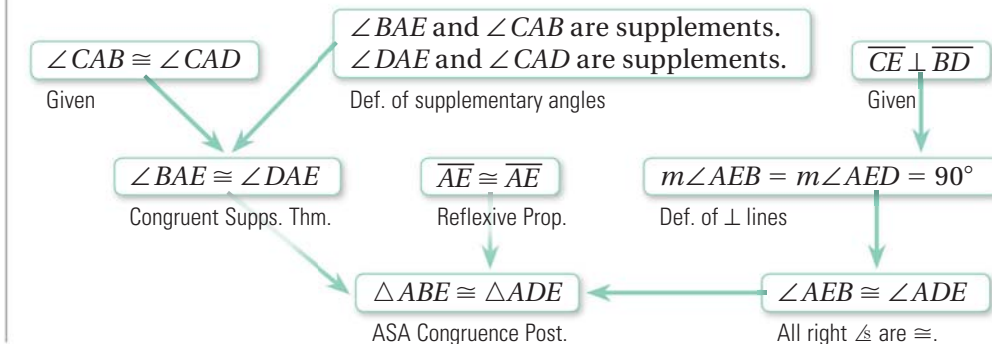 ∠BAE and ∠CAB are supplements.
∠DAE and ∠CAD are supplements.
Def. of supplementary angles
∠CAB ≅ ∠CAD
Given
CE ⊥ BD
Given
∠BAE ≅ ∠DAE
Congruent Supps. Thm.
AE ≅ AE
Reflexive Prop.
m∠AEB = m∠AED = 90°
Def. of ⊥ lines
△ABE ≅ △ADE
ASA Congruence Post.
∠AEB ≅ ∠ADE
All right ∠s are ≅.